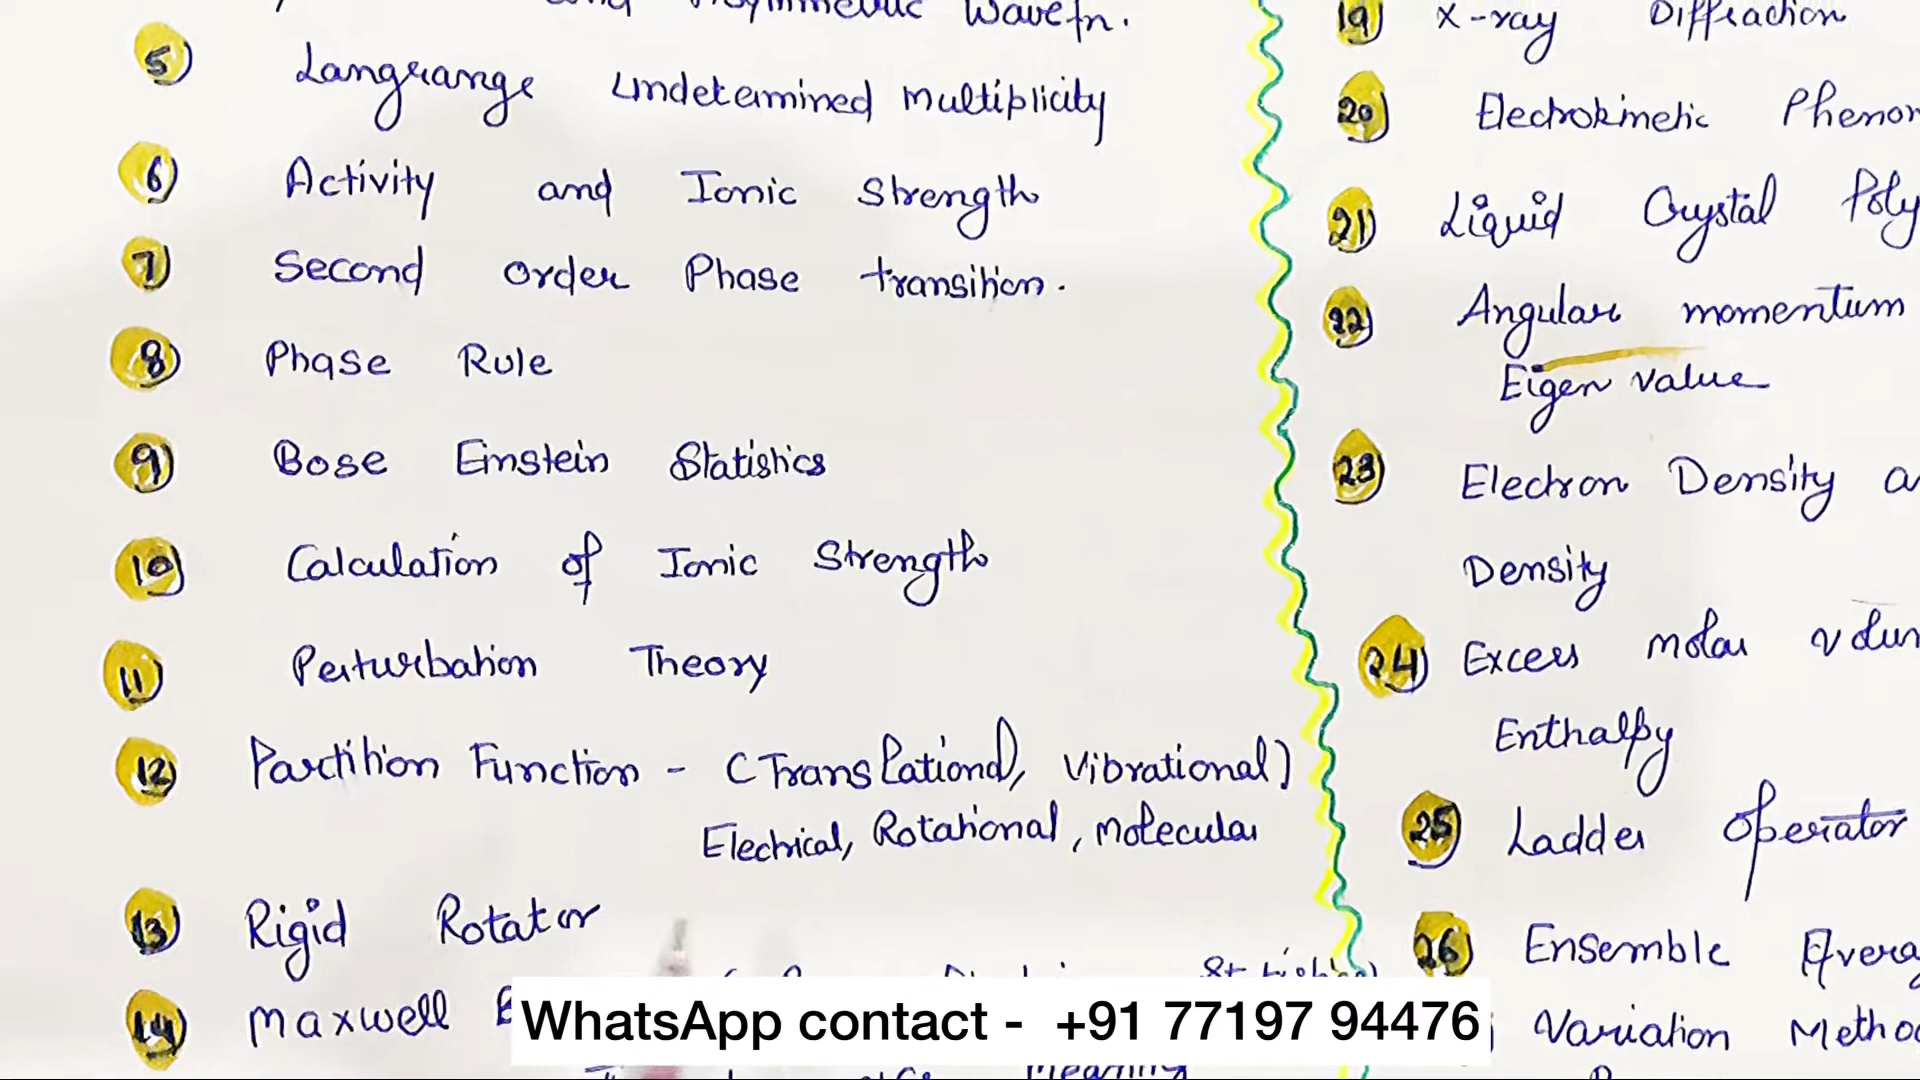 Wavefn.
5) Langrange Undetermined Multiplicity
6) Activity and Ionic Strength
7) Second order Phase transition.
8) Phase Rule
9) Bose Einstein Statistics
10) Calculation of Ionic Strength
11) Perturbation Theory
12) Partition Function - (Translational, Vibrational)
Electrical, Rotational, Molecular
13) Rigid Rotator
14) Maxwell
19) X-ray Diffraction
20) Electrokinetic
21) Liquid Crystal Poly
22) Angular momentum
Eigen value
23) Electron Density
Density
24) Excess molar
Enthalpy
25) Ladder Operator
26) Ensemble
Variation
WhatsApp contact - +91 77197 94476